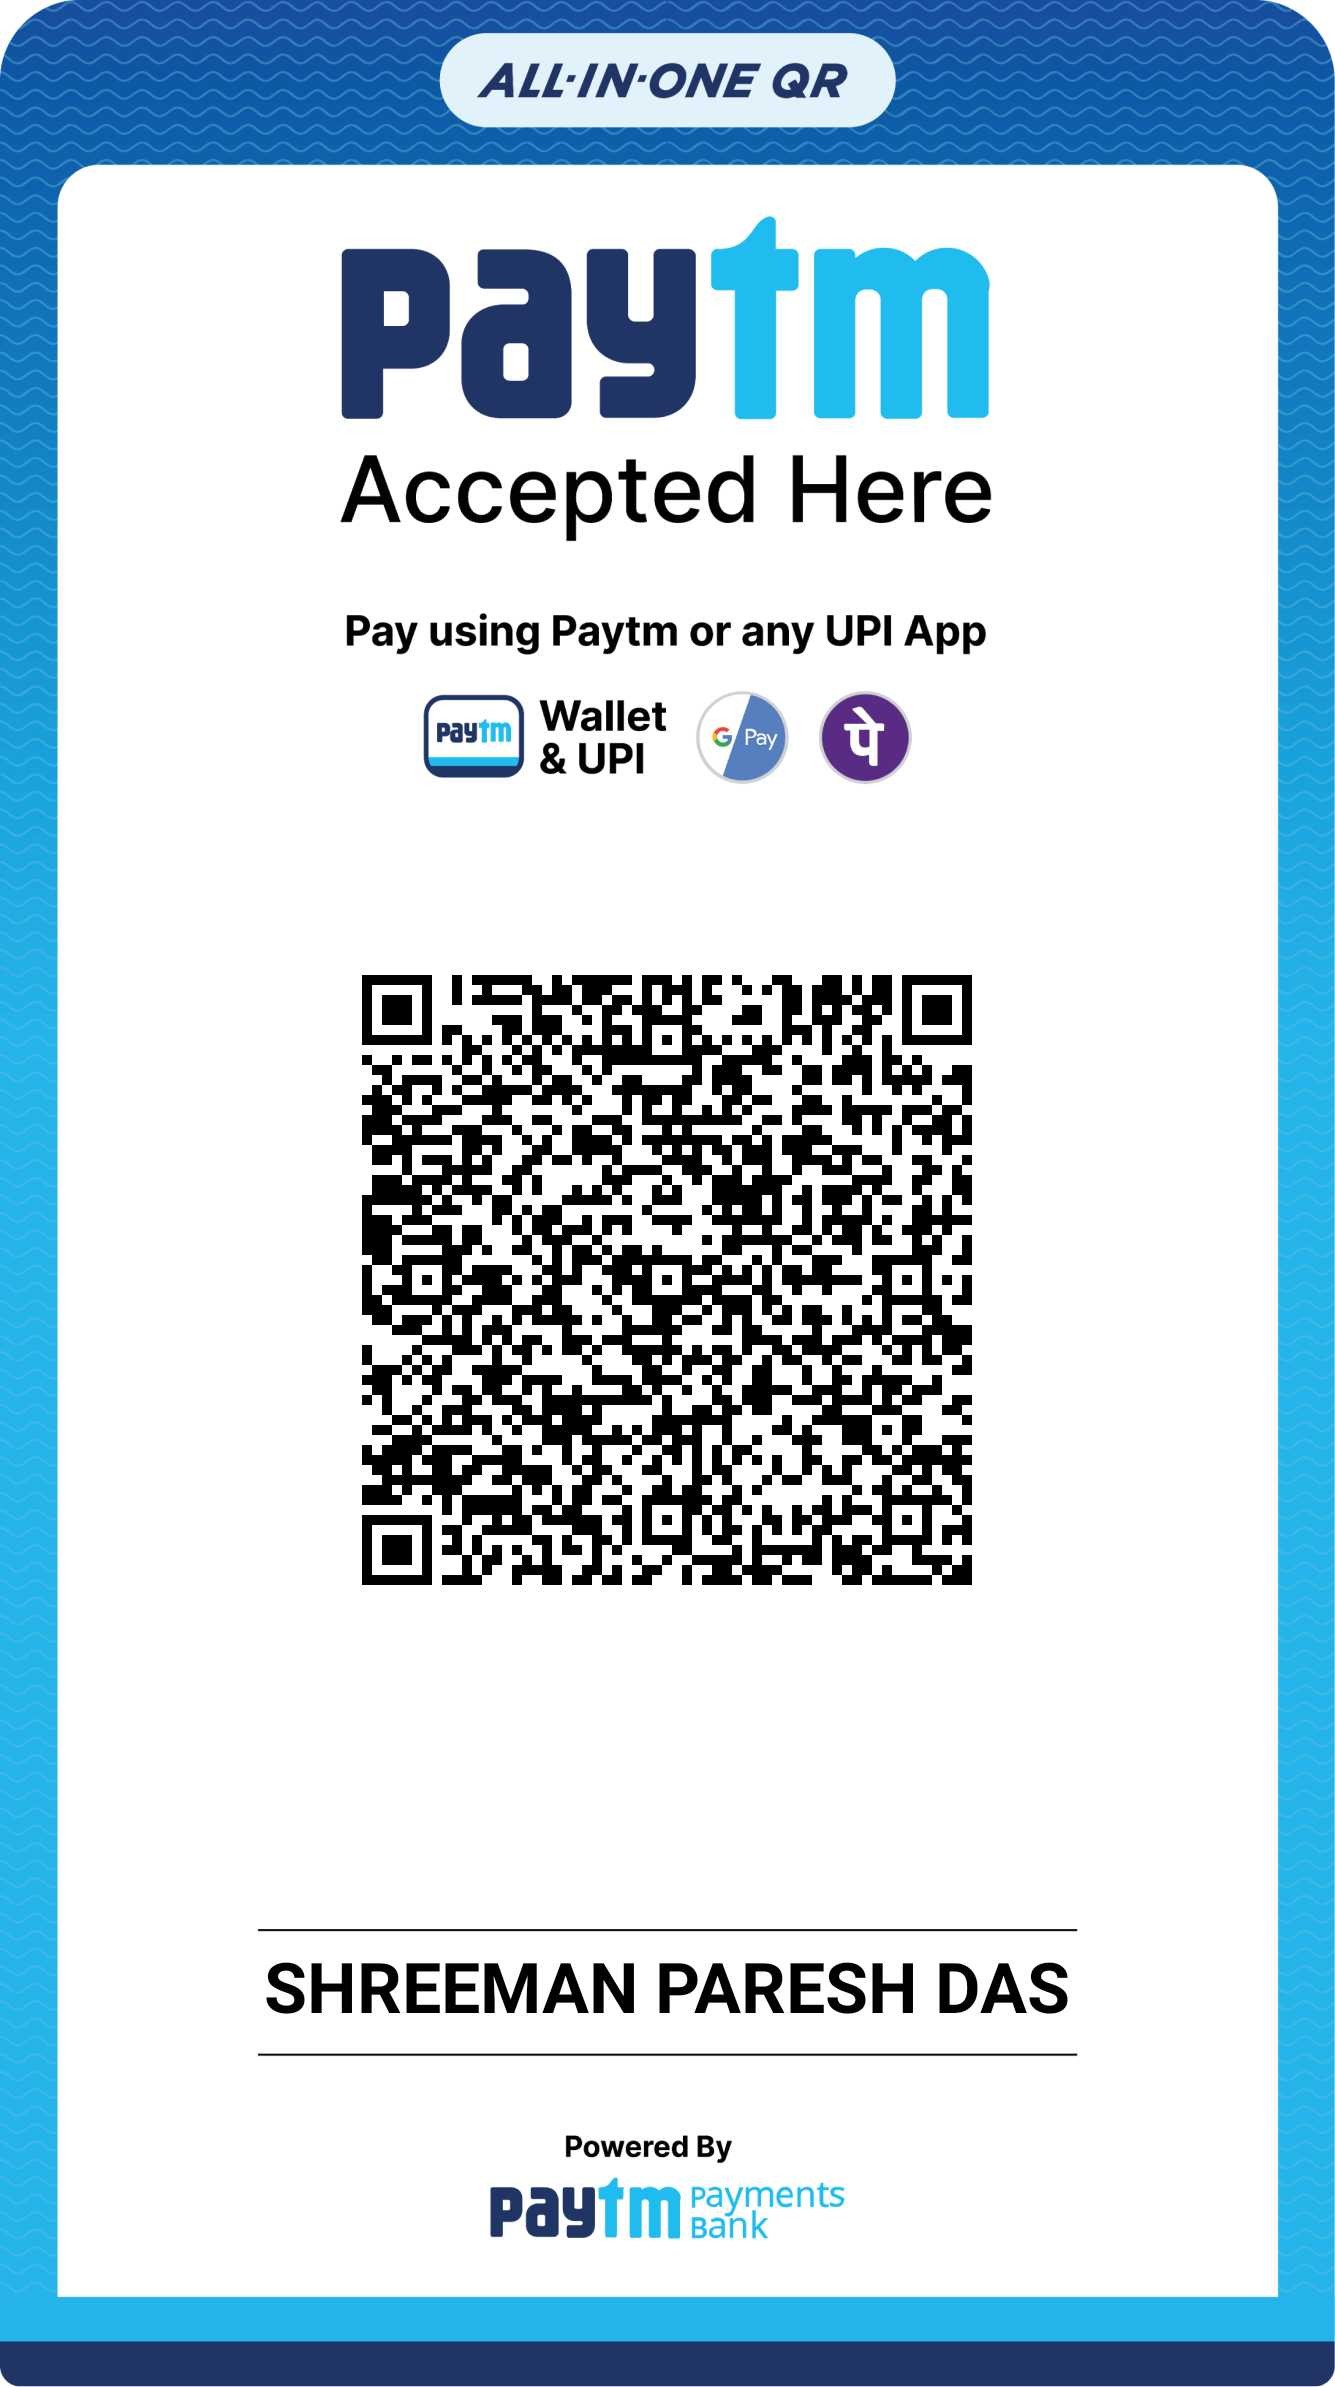 ALL-IN-ONE QR
paytm
Accepted Here
Pay using Paytm or any UPI App
paytm
Wallet
& UPI
G Pay
पे
SHREEMAN PARESH DAS
Powered By
paytm Payments
Bank